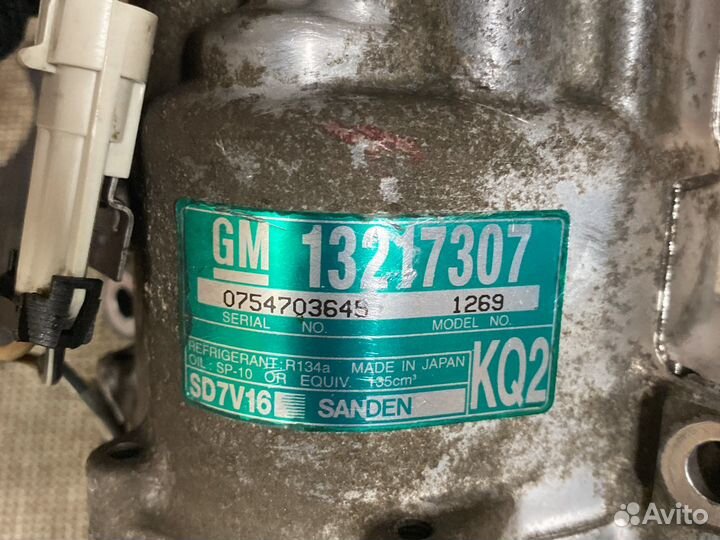 GM 13217307
0754703645 1269
SERIAL NO. MODEL NO.
REFRIGERANT: R134a MADE IN JAPAN
OIL: SP-10 OR EQUIV. 135cm³
SD7V16 SANDEN KQ2
Avito